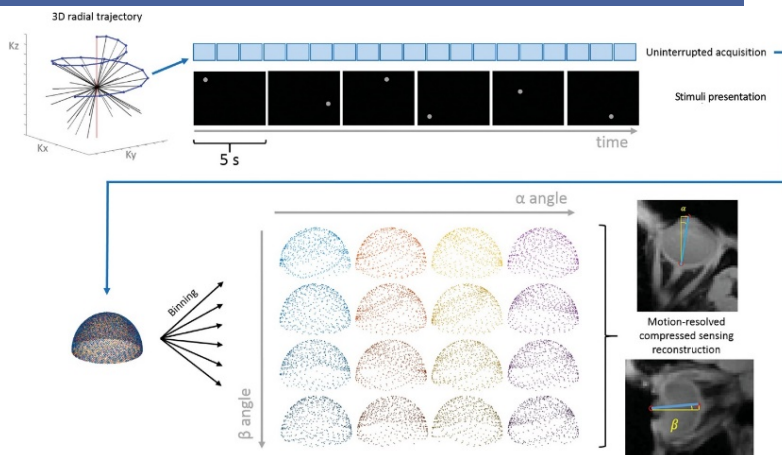 3D radial trajectory
Kz
Kx
Ky
Uninterrupted acquisition
Stimuli presentation
time
5 s
α angle
β angle
Binning
α
Motion-resolved
compressed sensing
reconstruction
β